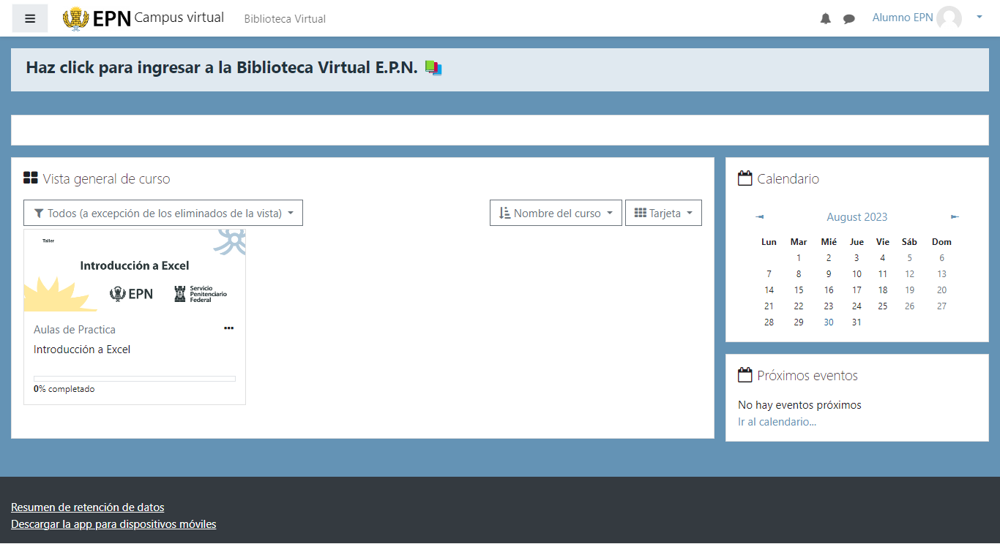 EPN Campus virtual Biblioteca Virtual Alumno EPN
Haz click para ingresar a la Biblioteca Virtual E.P.N.
Vista general de curso
Todos (a excepción de los eliminados de la vista) Nombre del curso Tarjeta
Taller
Introducción a Excel
EPN
Servicio
Penitenciario
Federal
Aulas de Practica
Introducción a Excel
0% completado
Calendario
August 2023
Lun Mar Mié Jue Vie Sáb Dom
1 2 3 4 5 6
7 8 9 10 11 12 13
14 15 16 17 18 19 20
21 22 23 24 25 26 27
28 29 30 31
Próximos eventos
No hay eventos próximos
Ir al calendario...
Resumen de retención de datos
Descargar la app para dispositivos móviles